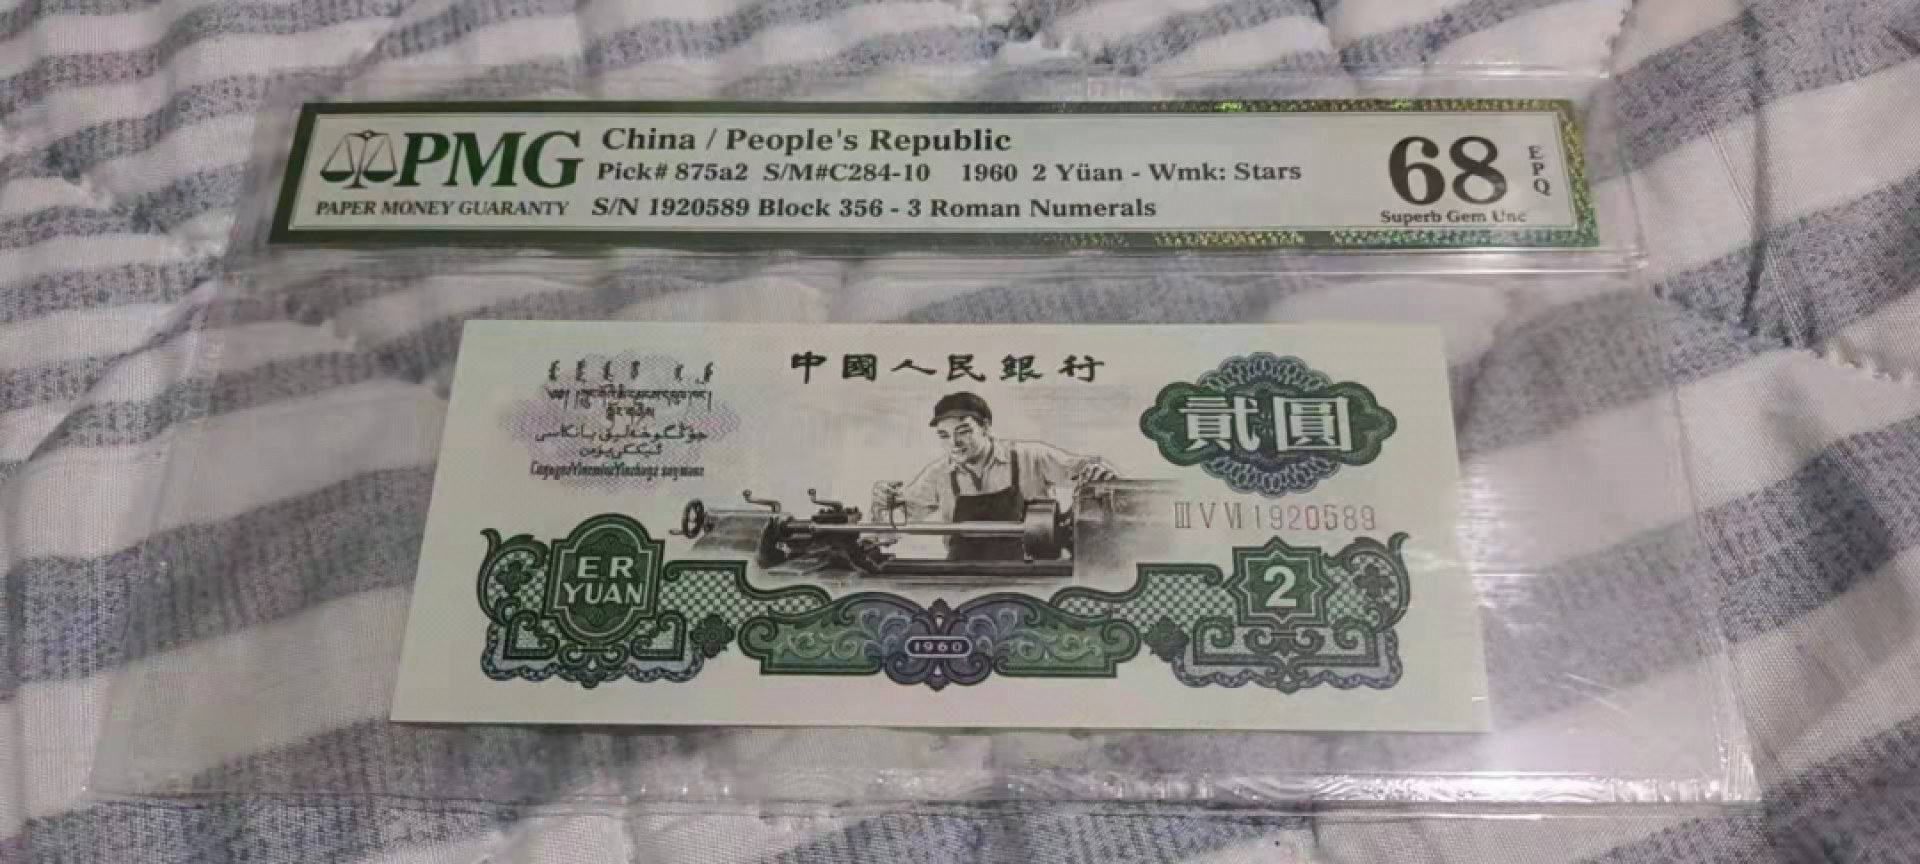 PMG
PAPER MONEY GUARANTY
China / People's Republic
Pick# 875a2 S/M#C284-10 1960 2 Yüan - Wmk: Stars
S/N 1920589 Block 356 - 3 Roman Numerals
68
EPQ
Superb Gem Unc
中國人民銀行
貳圓
ⅢⅤⅥ1920589
ER
YUAN
2
1960